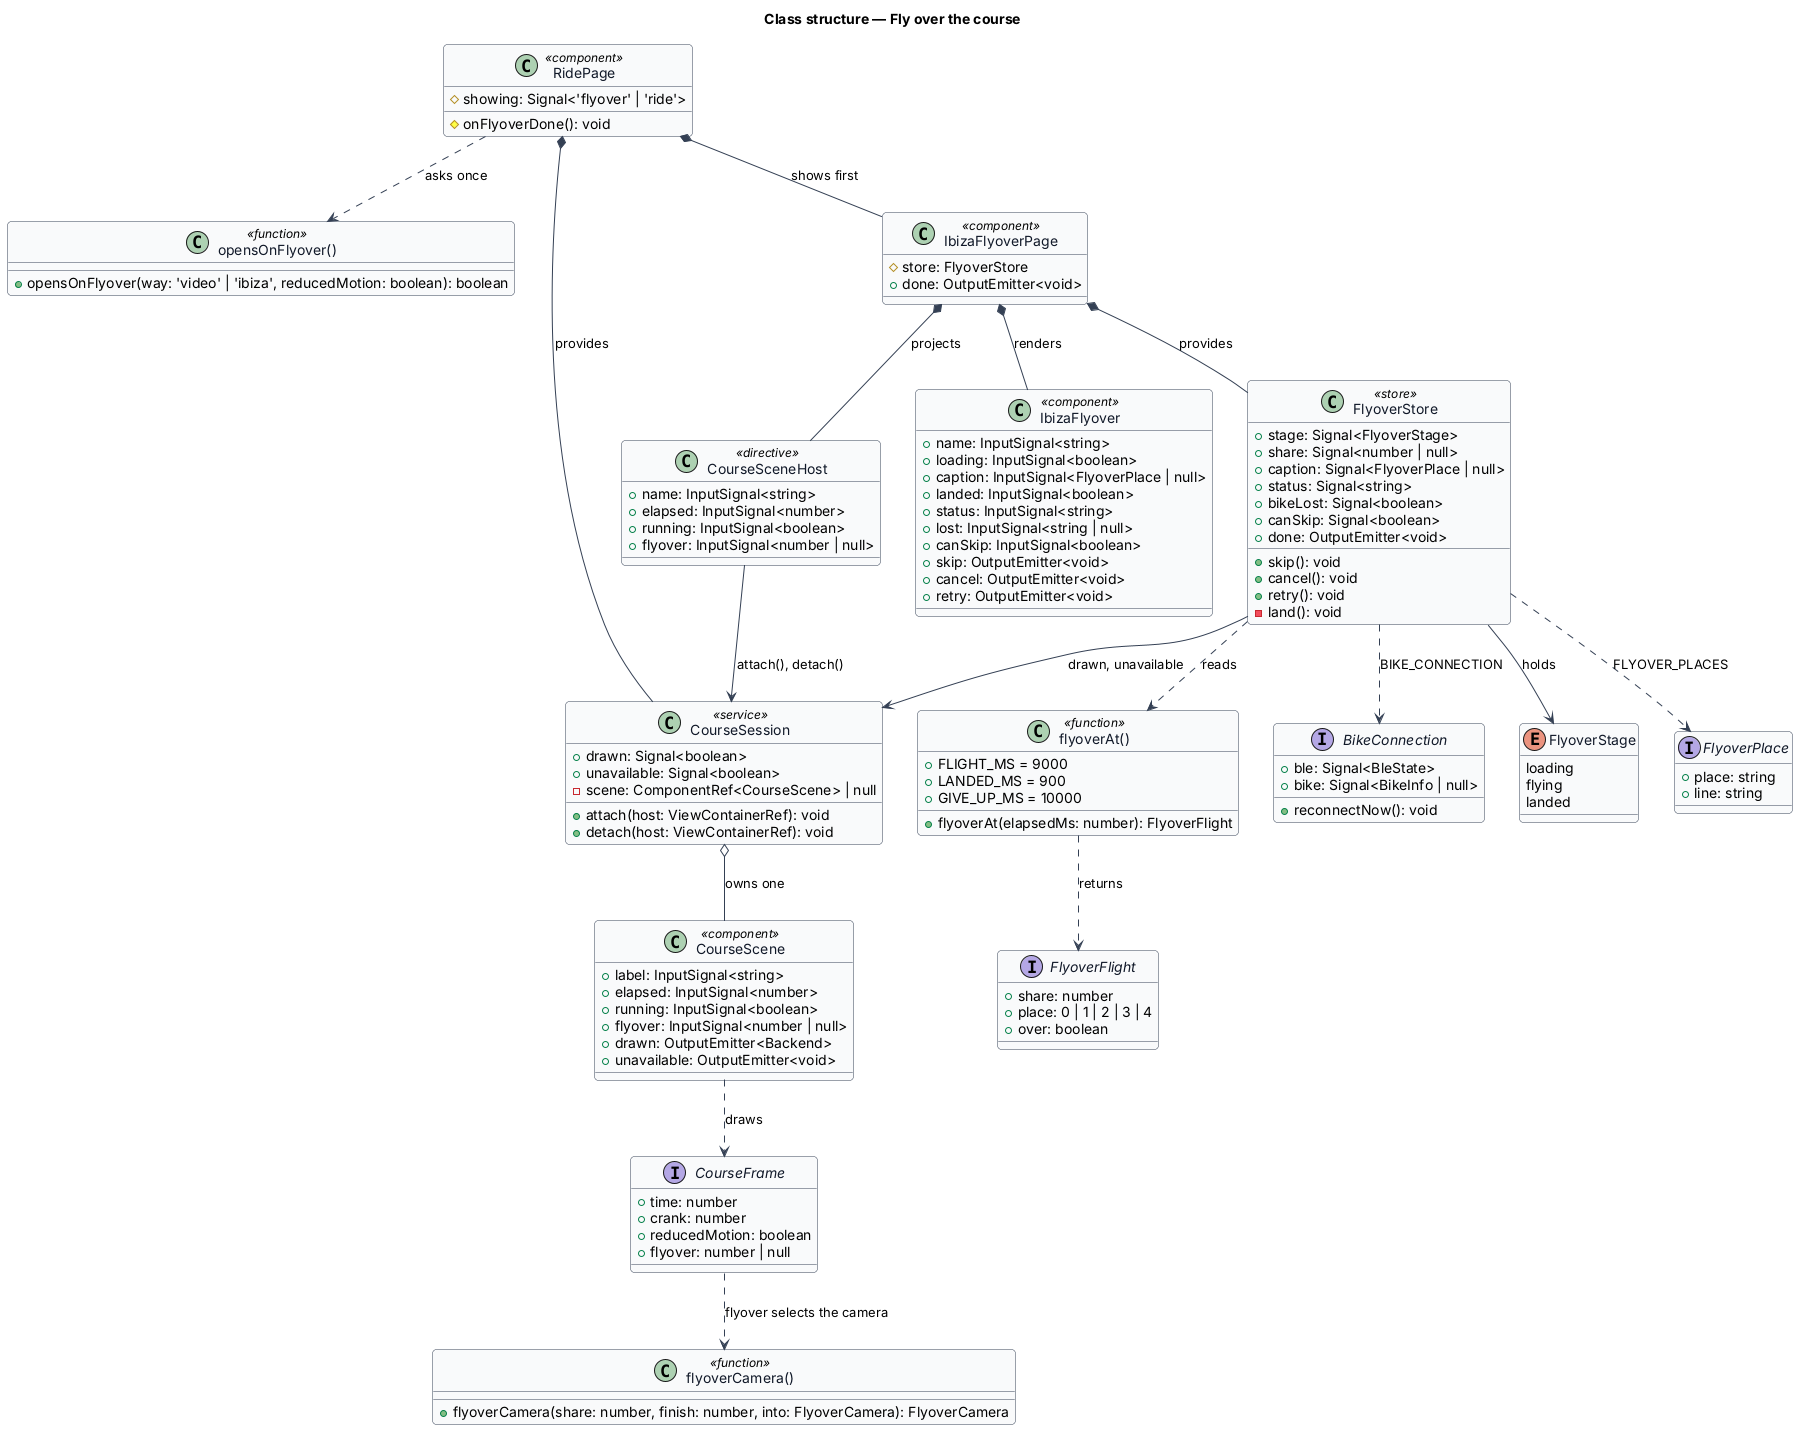 Class structure — Fly over the course
«component»
RidePage
showing: Signal<'flyover' | 'ride'>
onFlyoverDone(): void
asks once
shows first
«function»
opensOnFlyover()
opensOnFlyover(way: 'video' | 'ibiza', reducedMotion: boolean): boolean
«component»
IbizaFlyoverPage
store: FlyoverStore
done: OutputEmitter<void>
provides
projects
renders
provides
«directive»
CourseSceneHost
name: InputSignal<string>
elapsed: InputSignal<number>
running: InputSignal<boolean>
flyover: InputSignal<number | null>
«component»
IbizaFlyover
name: InputSignal<string>
loading: InputSignal<boolean>
caption: InputSignal<FlyoverPlace | null>
landed: InputSignal<boolean>
status: InputSignal<string>
lost: InputSignal<string | null>
canSkip: InputSignal<boolean>
skip: OutputEmitter<void>
cancel: OutputEmitter<void>
retry: OutputEmitter<void>
«store»
FlyoverStore
stage: Signal<FlyoverStage>
share: Signal<number | null>
caption: Signal<FlyoverPlace | null>
status: Signal<string>
bikeLost: Signal<boolean>
canSkip: Signal<boolean>
done: OutputEmitter<void>
skip(): void
cancel(): void
retry(): void
land(): void
attach(), detach()
drawn, unavailable
reads
BIKE_CONNECTION
holds
FLYOVER_PLACES
«service»
CourseSession
drawn: Signal<boolean>
unavailable: Signal<boolean>
scene: ComponentRef<CourseScene> | null
attach(host: ViewContainerRef): void
detach(host: ViewContainerRef): void
«function»
flyoverAt()
FLIGHT_MS = 9000
LANDED_MS = 900
GIVE_UP_MS = 10000
flyoverAt(elapsedMs: number): FlyoverFlight
BikeConnection
ble: Signal<BleState>
bike: Signal<BikeInfo | null>
reconnectNow(): void
FlyoverStage
loading
flying
landed
FlyoverPlace
place: string
line: string
owns one
returns
«component»
CourseScene
label: InputSignal<string>
elapsed: InputSignal<number>
running: InputSignal<boolean>
flyover: InputSignal<number | null>
drawn: OutputEmitter<Backend>
unavailable: OutputEmitter<void>
FlyoverFlight
share: number
place: 0 | 1 | 2 | 3 | 4
over: boolean
draws
CourseFrame
time: number
crank: number
reducedMotion: boolean
flyover: number | null
flyover selects the camera
«function»
flyoverCamera()
flyoverCamera(share: number, finish: number, into: FlyoverCamera): FlyoverCamera